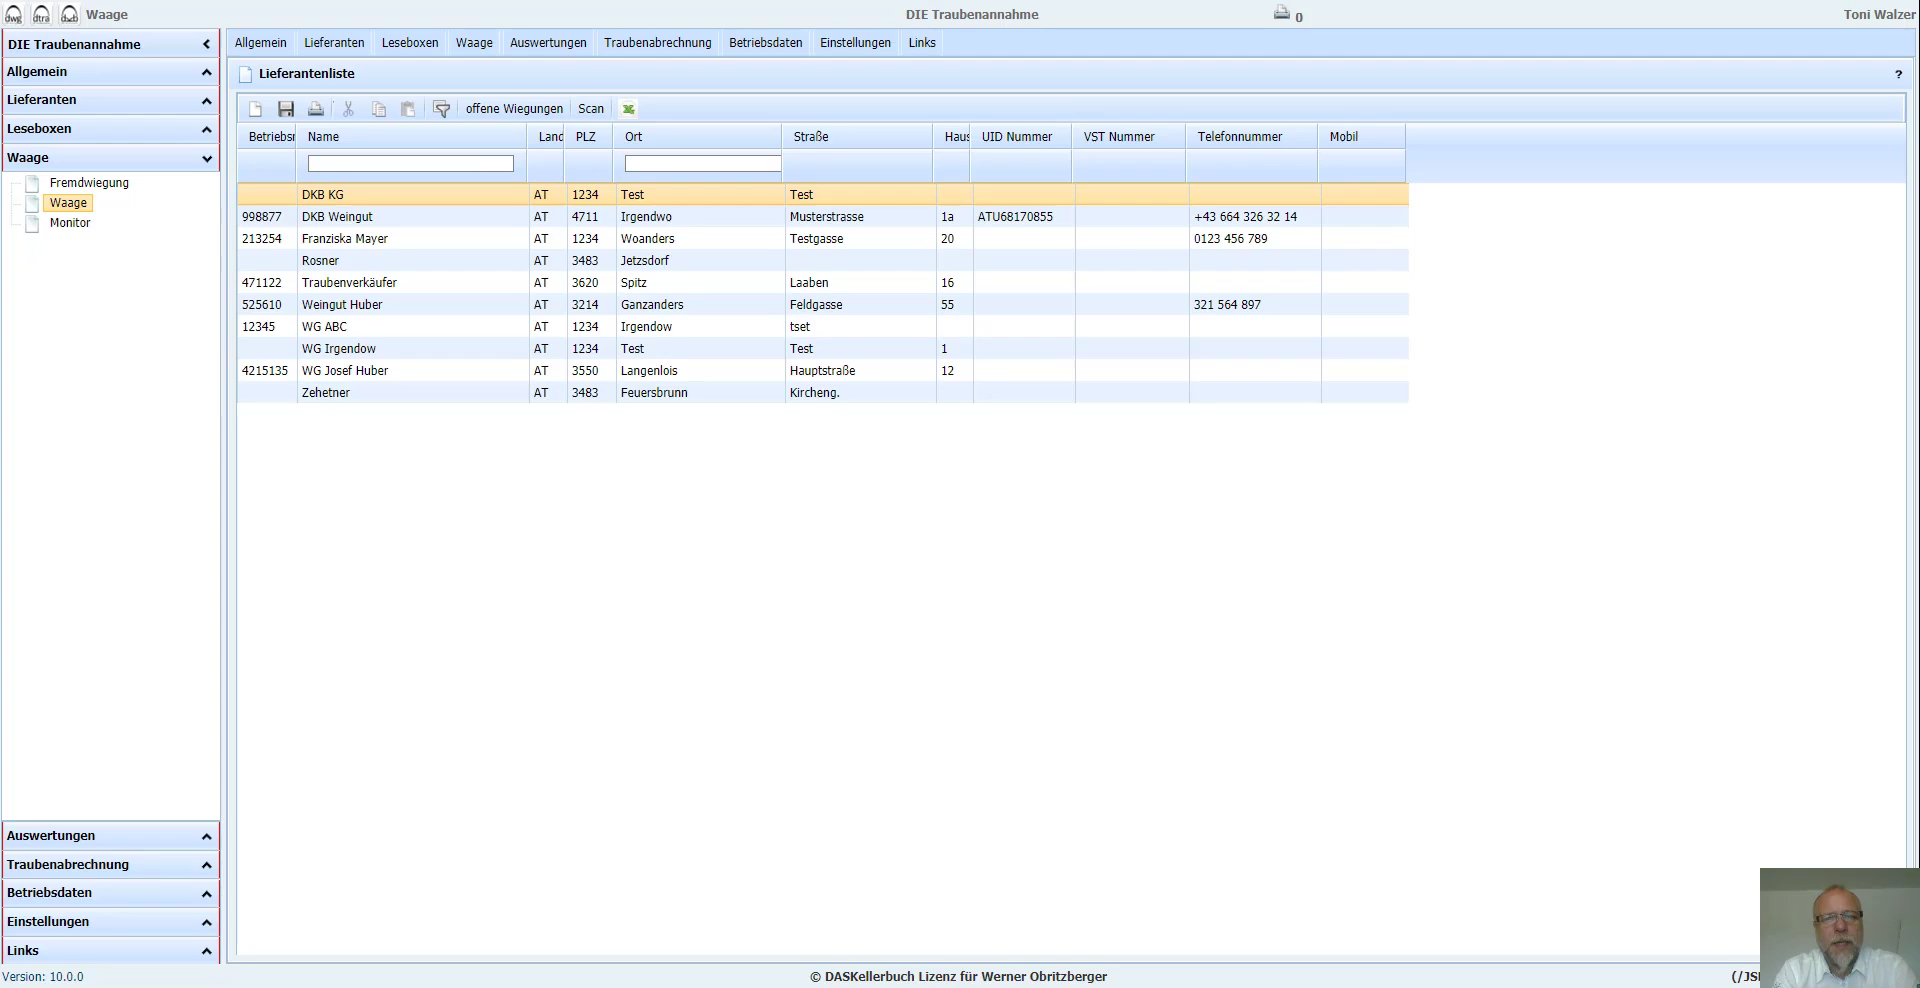 dwg dtra dkb Waage DIE Traubenannahme 0 Toni Walzer
DIE Traubenannahme
Allgemein
Lieferanten
Leseboxen
Waage
Fremdwiegung
Waage
Monitor
Auswertungen
Traubenabrechnung
Betriebsdaten
Einstellungen
Links
Allgemein Lieferanten Leseboxen Waage Auswertungen Traubenabrechnung Betriebsdaten Einstellungen Links
Lieferantenliste ?
offene Wiegungen Scan
Betriebsr Name Land PLZ Ort Straße Haus UID Nummer VST Nummer Telefonnummer Mobil
DKB KG AT 1234 Test Test
998877 DKB Weingut AT 4711 Irgendwo Musterstrasse 1a ATU68170855 +43 664 326 32 14
213254 Franziska Mayer AT 1234 Woanders Testgasse 20 0123 456 789
Rosner AT 3483 Jetzsdorf
471122 Traubenverkäufer AT 3620 Spitz Laaben 16
525610 Weingut Huber AT 3214 Ganzanders Feldgasse 55 321 564 897
12345 WG ABC AT 1234 Irgendow tset
WG Irgendow AT 1234 Test Test 1
4215135 WG Josef Huber AT 3550 Langenlois Hauptstraße 12
Zehetner AT 3483 Feuersbrunn Kircheng.
Version: 10.0.0 © DASKellerbuch Lizenz für Werner Obritzberger (/JS